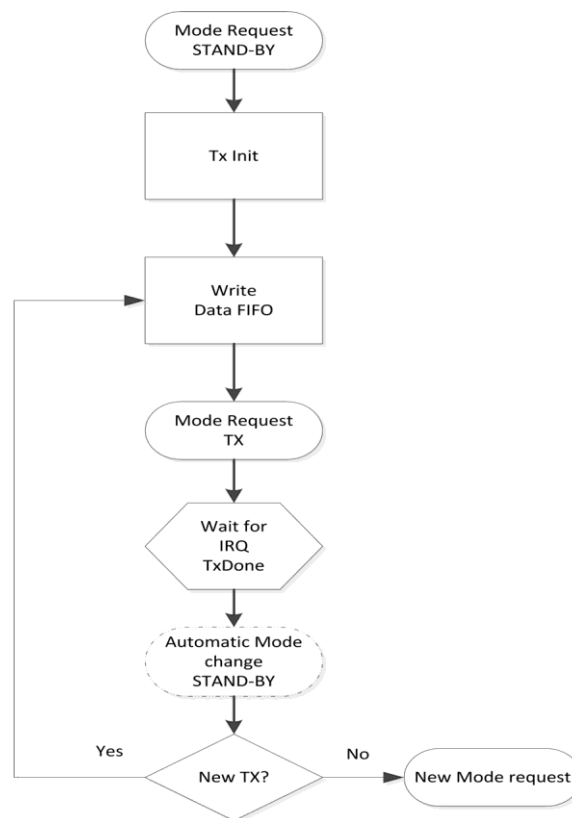 Mode Request
STAND-BY
Tx Init
Write
Data FIFO
Mode Request
TX
Wait for
IRQ
TxDone
Automatic Mode
change
STAND-BY
Yes
New TX?
No
New Mode request